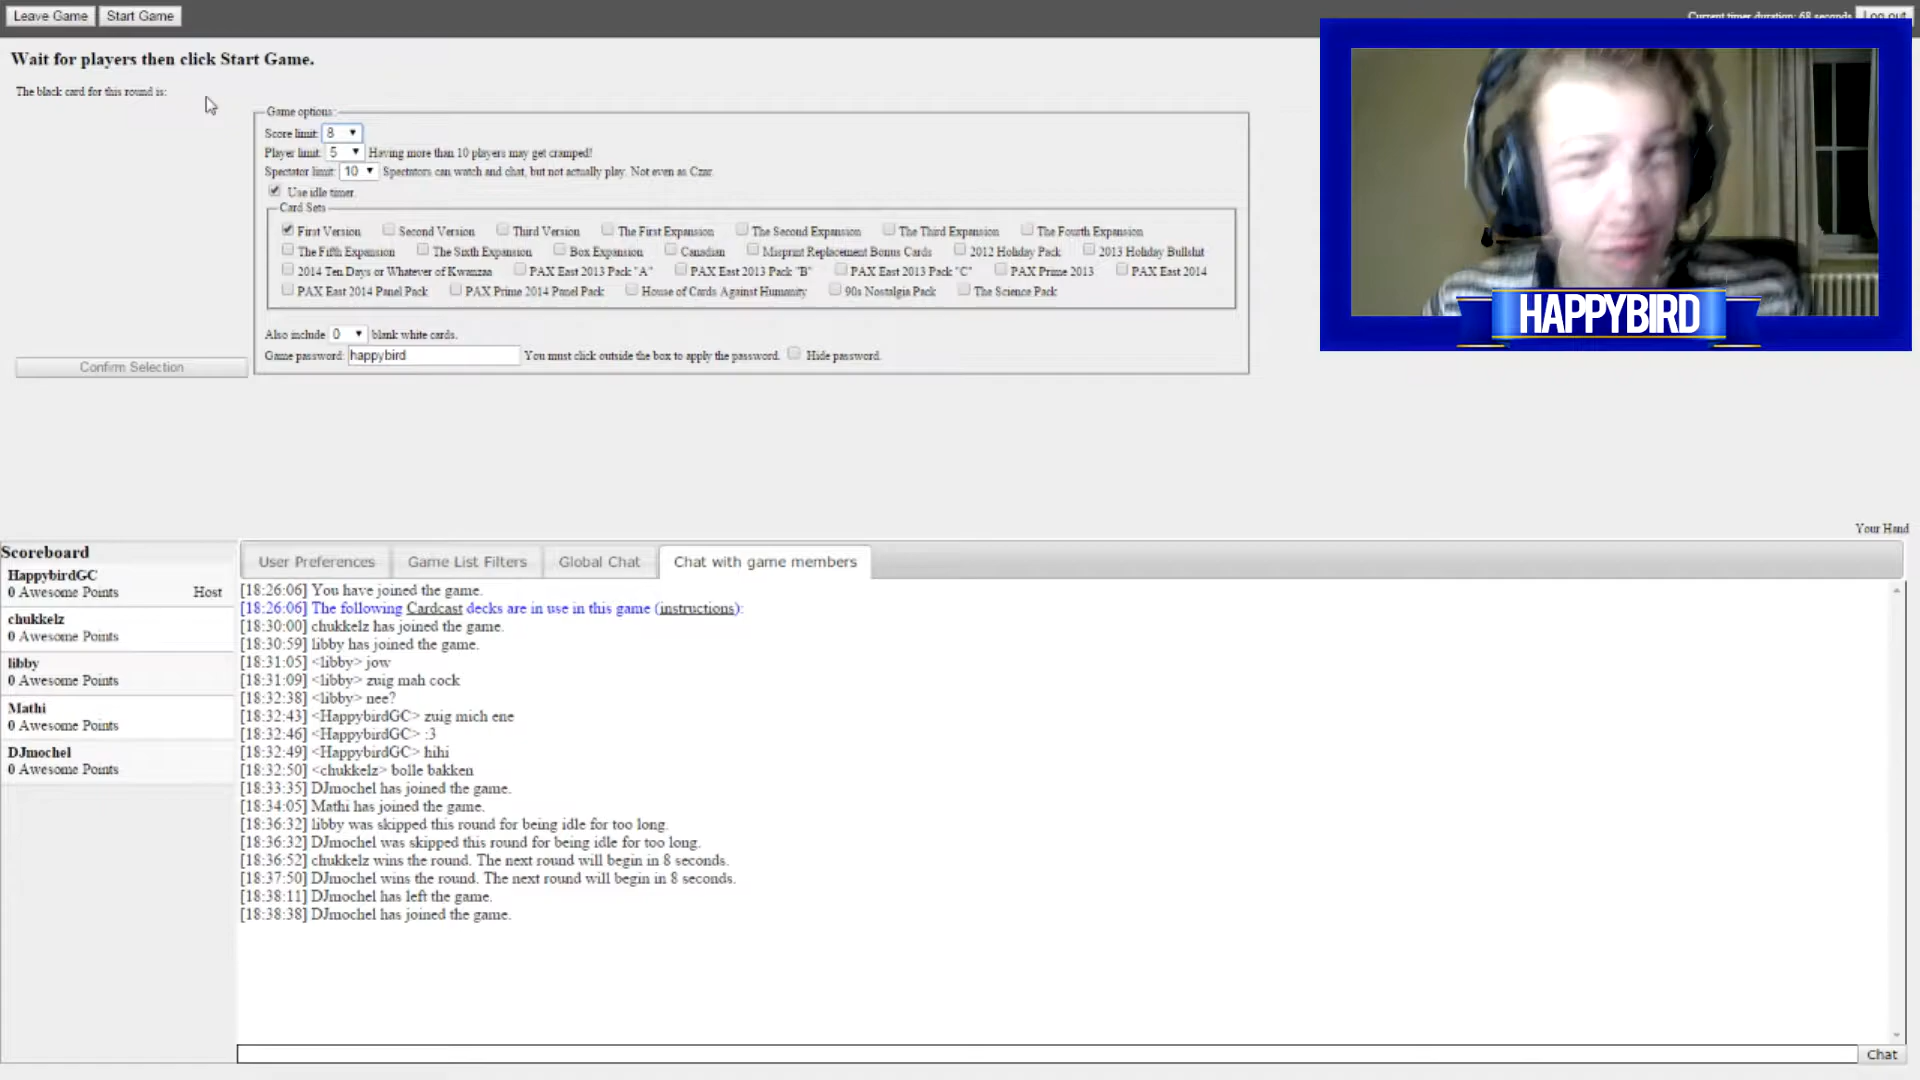 Leave Game Start Game Current timer duration: 68 seconds Log out
Wait for players then click Start Game.
The black card for this round is:
Game options:
Score limit: 8
Player limit: 5 Having more than 10 players may get cramped!
Spectator limit: 10 Spectators can watch and chat, but not actually play. Not even as Czar.
Use idle timer.
Card Sets
First Version Second Version Third Version The First Expansion The Second Expansion The Third Expansion The Fourth Expansion
The Fifth Expansion The Sixth Expansion Box Expansion Canadian Misprint Replacement Bonus Cards 2012 Holiday Pack 2013 Holiday Bullshit
2014 Ten Days or Whatever of Kwanzaa PAX East 2013 Pack "A" PAX East 2013 Pack "B" PAX East 2013 Pack "C" PAX Prime 2013 PAX East 2014
PAX East 2014 Panel Pack PAX Prime 2014 Panel Pack House of Cards Against Humanity 90s Nostalgia Pack The Science Pack
Also include 0 blank white cards.
Game password: happybird You must click outside the box to apply the password. Hide password.
Confirm Selection
HAPPYBIRD
Your Hand
Scoreboard
HappybirdGC
0 Awesome Points Host
chukkelz
0 Awesome Points
libby
0 Awesome Points
Mathi
0 Awesome Points
DJmochel
0 Awesome Points
User Preferences Game List Filters Global Chat Chat with game members
[18:26:06] You have joined the game.
[18:26:06] The following Cardcast decks are in use in this game (instructions):
[18:30:00] chukkelz has joined the game.
[18:30:59] libby has joined the game.
[18:31:05] <libby> jow
[18:31:09] <libby> zuig mah cock
[18:32:38] <libby> nee?
[18:32:43] <HappybirdGC> zuig mich ene
[18:32:46] <HappybirdGC> :3
[18:32:49] <HappybirdGC> hihi
[18:32:50] <chukkelz> bolle bakken
[18:33:35] DJmochel has joined the game.
[18:34:05] Mathi has joined the game.
[18:36:32] libby was skipped this round for being idle for too long.
[18:36:32] DJmochel was skipped this round for being idle for too long.
[18:36:52] chukkelz wins the round. The next round will begin in 8 seconds.
[18:37:50] DJmochel wins the round. The next round will begin in 8 seconds.
[18:38:11] DJmochel has left the game.
[18:38:38] DJmochel has joined the game.
Chat